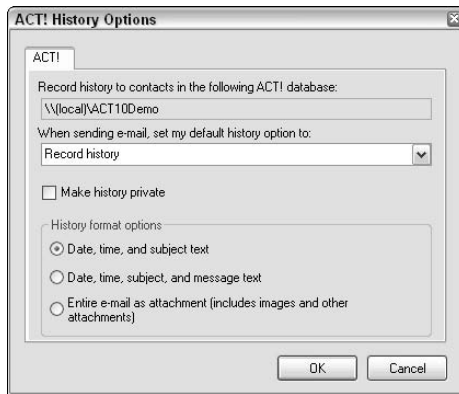 ACT! History Options
ACT!
Record history to contacts in the following ACT! database:
\\(local)\ACT10Demo
When sending e-mail, set my default history option to:
Record history
Make history private
History format options
Date, time, and subject text
Date, time, subject, and message text
Entire e-mail as attachment (includes images and other
attachments)
OK Cancel